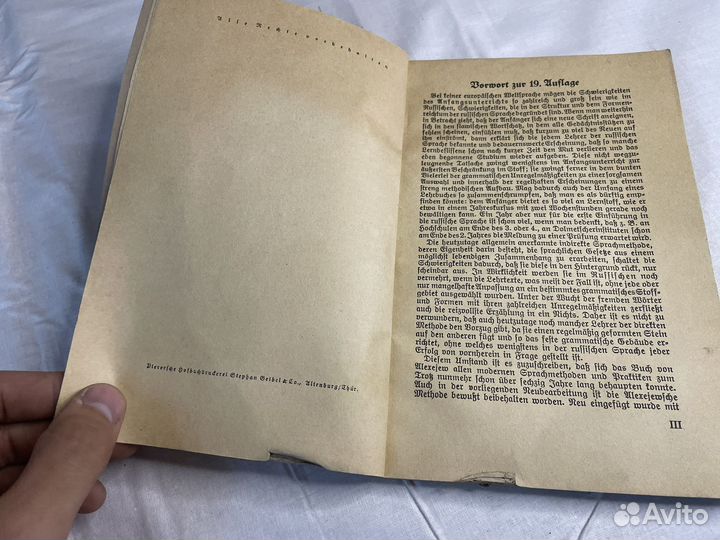 Alle Rechte vorbehalten
Pierersche Hofbuchdruckerei Stephan Geibel & Co., Altenburg/Thür.
Vorwort zur 19. Auflage
Bei keiner europäischen Weltsprache mögen die Schwierigkeiten
des Anfangsunterrichts so zahlreich und groß sein wie im
Russischen, Schwierigkeiten, die in der Struktur und dem Formen-
reichtum der russischen Sprache begründet sind. Wenn man weiterhin
in Betracht zieht, daß der Anfänger sich eine neue Schrift aneignen,
sich in den slawischen Wortschatz, in dem alle Gedächtnisstützen zu
fehlen scheinen, einfühlen muß, daß kurzum zu viel des Neuen auf
ihn einströmt, dann erklärt sich die jedem Lehrer der russischen
Sprache bekannte und bedauernswerte Erscheinung, daß so manche
Lernbeflissene schon nach kurzer Zeit den Mut verlieren und das
eben begonnene Studium wieder aufgeben. Diese nicht wegzu-
leugnende Tatsache zwingt wenigstens im Anfangsunterricht zur
äußersten Beschränkung im Stoff; sie zwingt ferner in dem bunten
Vielerlei der grammatischen Unregelmäßigkeiten zu einer sorgsamen
Auswahl und innerhalb der regelhaften Erscheinungen zu einem
streng methodischen Aufbau. Mag dadurch auch der Umfang eines
Lehrbuches so zusammenschrumpfen, daß man es als dürftig emp-
finden könnte: dem Anfänger bietet es so viel an Lernstoff, wie er
etwa in einem Jahreskursus mit zwei Wochenstunden gerade noch
bewältigen kann. Ein Jahr aber nur für die erste Einführung in
die russische Sprache ist schon viel, wenn man bedenkt, daß z. B. an
Hochschulen am Ende des 3. oder 4., an Dolmetscherinstituten schon
am Ende des 2. Jahres die Meldung zu einer Prüfung erwartet wird.
Die heutzutage allgemein anerkannte indirekte Sprachmethode,
deren Eigenheit darin besteht, die sprachlichen Gesetze aus einem
möglichst lebendigen Zusammenhang zu erarbeiten, schaltet die
Schwierigkeiten dadurch, daß sie diese in den Hintergrund rückt, nur
scheinbar aus. In Wirklichkeit werden sie im Russischen noch
vermehrt, wenn die Lehrtexte, was meist der Fall ist, ohne jede oder
nur mangelhafte Anpassung an ein bestimmtes grammatisches Stoff-
gebiet ausgewählt wurden. Unter der Wucht der fremden Wörter
und Formen mit ihren zahlreichen Unregelmäßigkeiten zerfließt
auch die reizvollste Erzählung in ein Nichts. Daher ist es nicht zu
verwundern, daß auch heutzutage noch mancher Lehrer der direkten
Methode den Vorzug gibt, da sie regelmäßig einen geformten Stein
auf den andern fügt und so das feste grammatische Gebäude er-
richtet, ohne welches wenigstens in der russischen Sprache jeder
Erfolg von vornherein in Frage gestellt ist.
Diesem Umstand ist es zuzuschreiben, daß sich das Buch von
Alexejew allen modernen Sprachmethoden und Praktiken zum
Trotz nunmehr schon über sechzig Jahre lang behaupten konnte.
Auch in der vorliegenden Neubearbeitung ist die Alexejewsche
Methode bewußt beibehalten worden. Neu eingefügt wurde mit
III
Avito